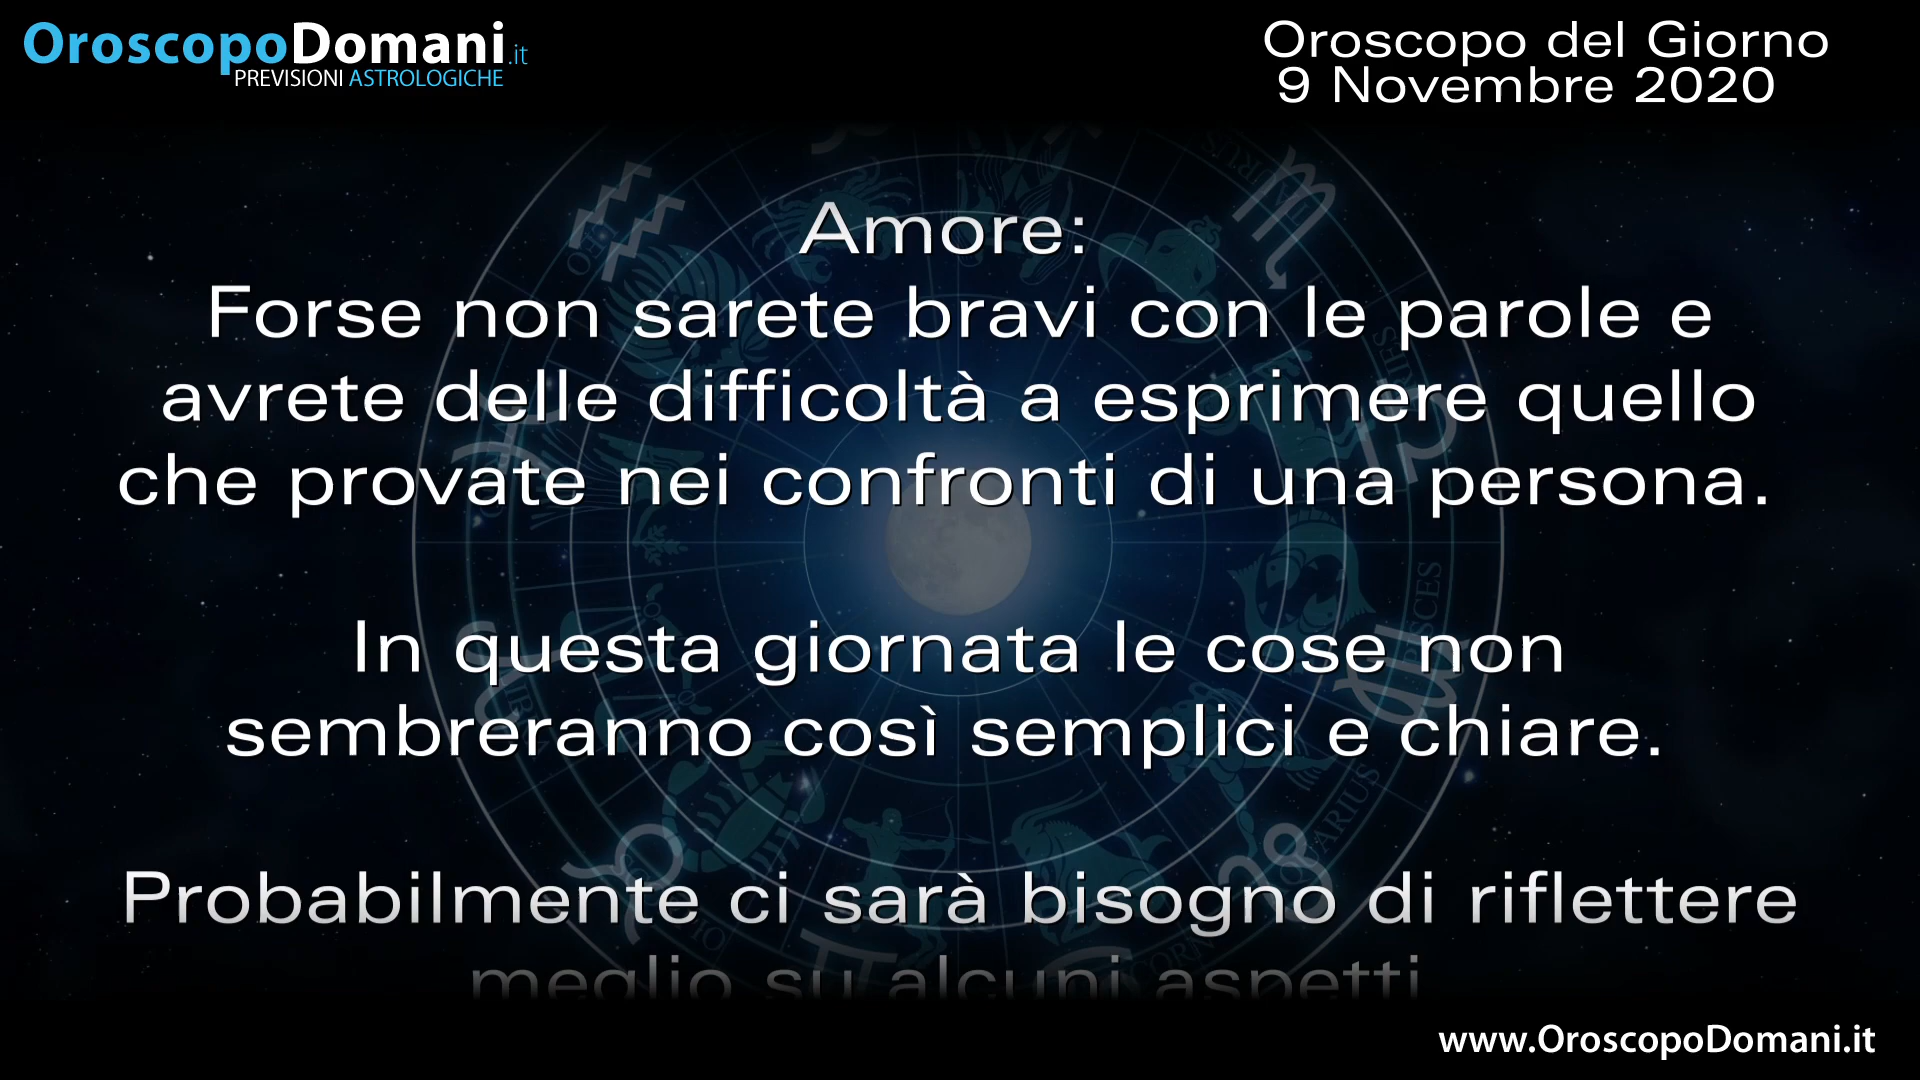 OroscopoDomani.it
PREVISIONI ASTROLOGICHE
Oroscopo del Giorno
9 Novembre 2020
Amore:
Forse non sarete bravi con le parole e
avrete delle difficoltà a esprimere quello
che provate nei confronti di una persona.
In questa giornata le cose non
sembreranno così semplici e chiare.
Probabilmente ci sarà bisogno di riflettere
meglio su alcuni aspetti
www.OroscopoDomani.it